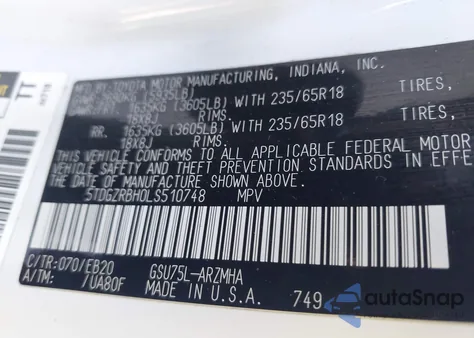 TT
MFD. BY: TOYOTA MOTOR MANUFACTURING, INDIANA, INC.
1635KG (3605LB) WITH 235/65R18 TIRES,
18X8J RIMS.
RR. 1635KG (3605LB) WITH 235/65R18 TIRES,
18X8J RIMS.
THIS VEHICLE CONFORMS TO ALL APPLICABLE FEDERAL MOTOR
VEHICLE SAFETY AND THEFT PREVENTION STANDARDS IN EFFE
THE DATE OF MANUFACTURE SHOWN ABOVE.
5TDGZRBH0LS510748 MPV
C/TR:070/EB20 GSU75L-ARZMHA
A/TM: /UA80F MADE IN U.S.A. 749
autoSnap